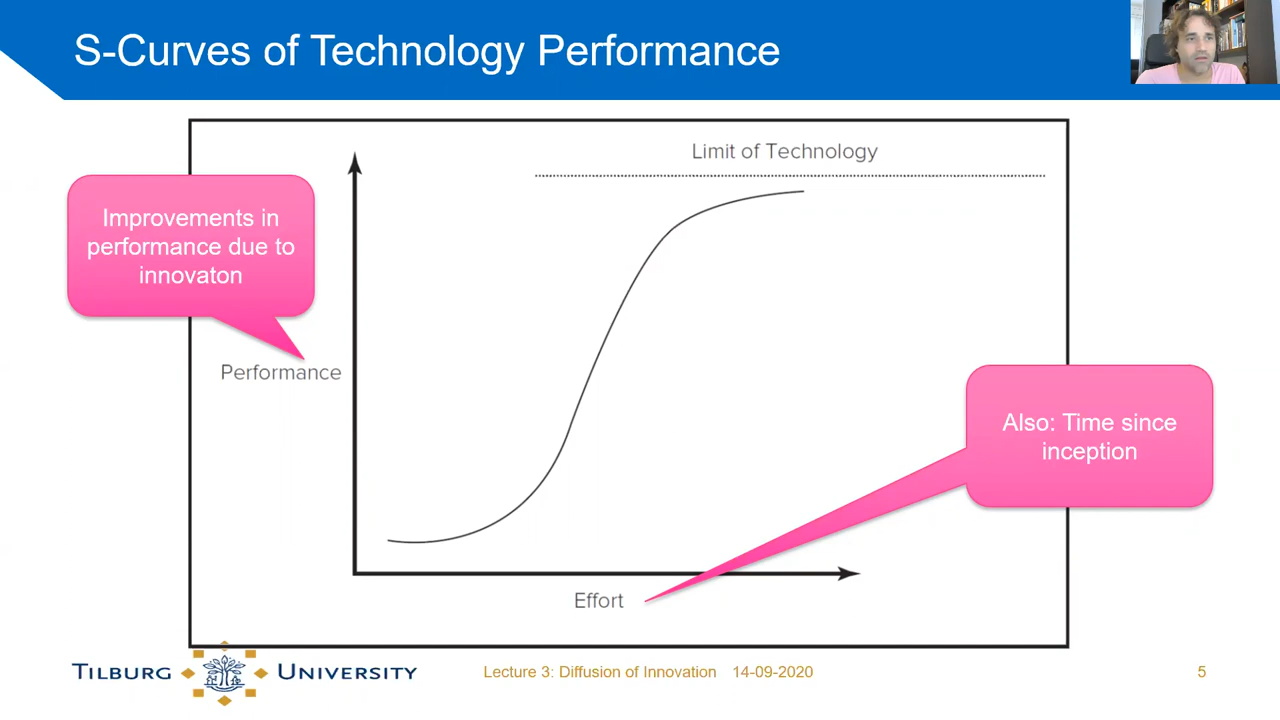 S-Curves of Technology Performance
Limit of Technology
Improvements in
performance due to
innovaton
Performance
Also: Time since
inception
Effort
TILBURG UNIVERSITY
Lecture 3: Diffusion of Innovation 14-09-2020
5